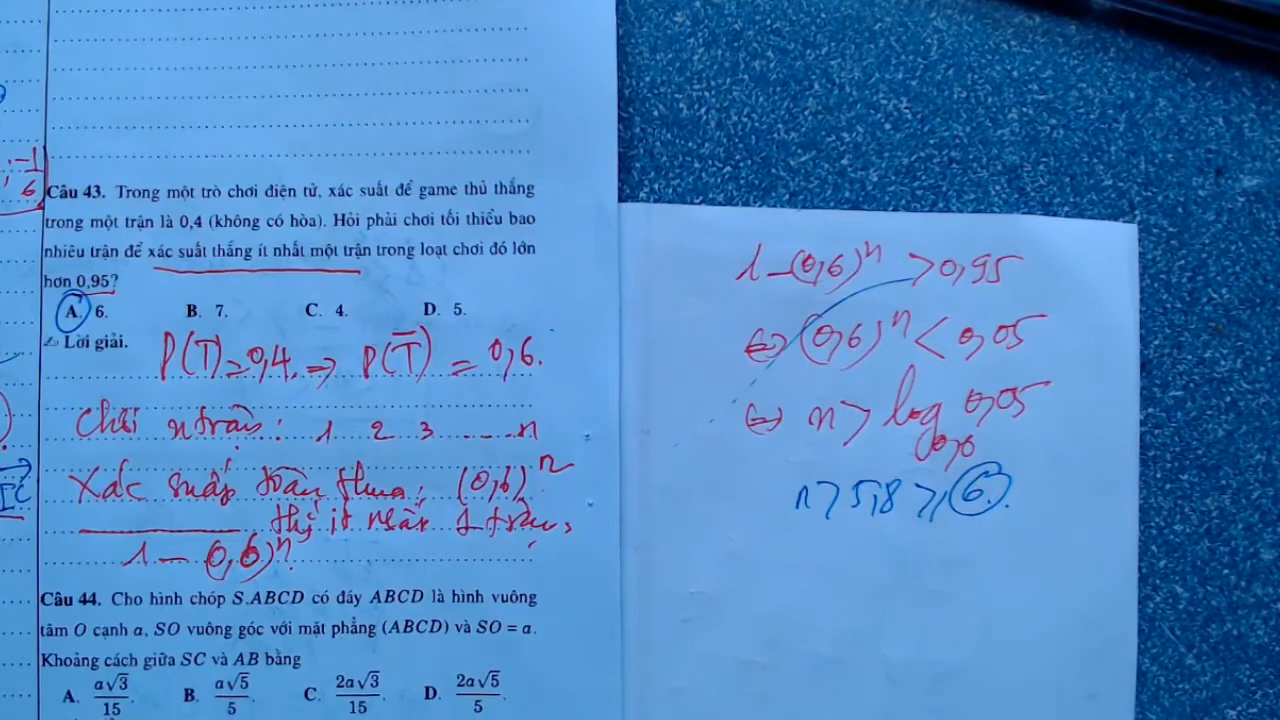 Câu 43. Trong một trò chơi điện tử, xác suất để game thủ thắng
trong một trận là 0,4 (không có hòa). Hỏi phải chơi tối thiểu bao
nhiêu trận để xác suất thắng ít nhất một trận trong loạt chơi đó lớn
hơn 0,95?
A. 6. B. 7. C. 4. D. 5.
Lời giải.
P(T)=0,4. ⇒ P(T̅) = 0,6.
Chơi n trận: 1 2 3 ..... n
Xác suất toàn thua: (0,6)^n
thg ít nhất 1 trận,
1 - (0,6)^n.
Câu 44. Cho hình chóp S.ABCD có đáy ABCD là hình vuông
tâm O cạnh a, SO vuông góc với mặt phẳng (ABCD) và SO = a.
Khoảng cách giữa SC và AB bằng
A. a√3/15. B. a√5/5. C. 2a√3/15. D. 2a√5/5.
-1
6
IC
1 - (0,6)^n > 0,95
⇔ (0,6)^n < 0,05
⇔ n > log_0,6 0,05
n > 5,8 ≥ 6.